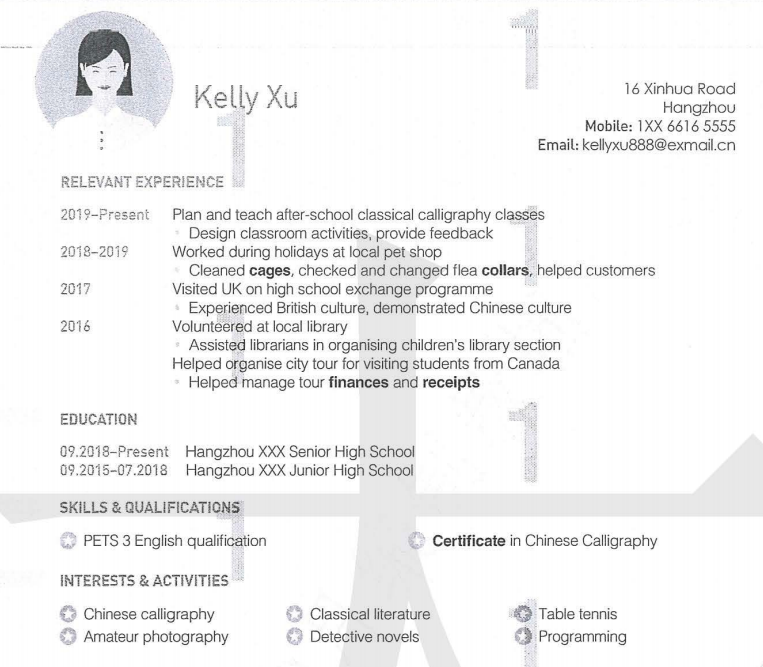 Kelly Xu
16 Xinhua Road
Hangzhou
Mobile: 1XX 6616 5555
Email: kellyxu888@exmail.cn
RELEVANT EXPERIENCE
2019–Present Plan and teach after-school classical calligraphy classes
Design classroom activities, provide feedback
2018–2019 Worked during holidays at local pet shop
Cleaned cages, checked and changed flea collars, helped customers
2017 Visited UK on high school exchange programme
Experienced British culture, demonstrated Chinese culture
2016 Volunteered at local library
Assisted librarians in organising children's library section
Helped organise city tour for visiting students from Canada
Helped manage tour finances and receipts
EDUCATION
09.2018–Present Hangzhou XXX Senior High School
09.2015–07.2018 Hangzhou XXX Junior High School
SKILLS & QUALIFICATIONS
PETS 3 English qualification Certificate in Chinese Calligraphy
INTERESTS & ACTIVITIES
Chinese calligraphy Classical literature Table tennis
Amateur photography Detective novels Programming